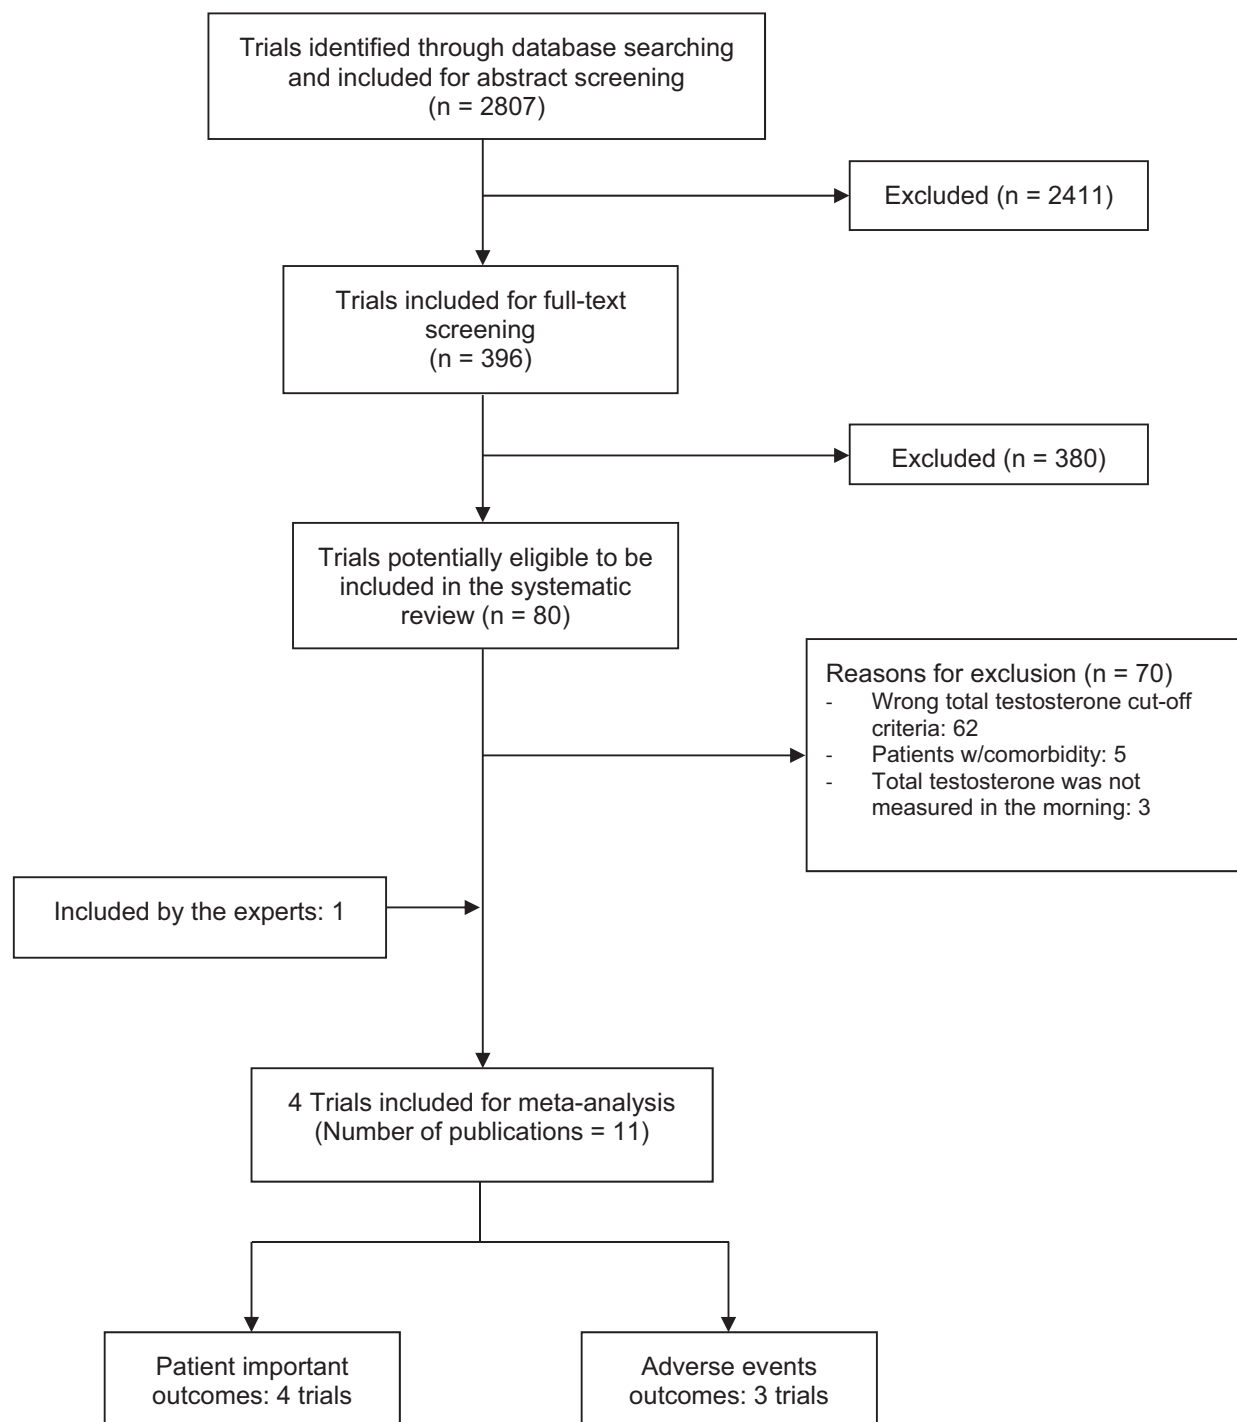 Trials identified through database searching
and included for abstract screening
(n = 2807)
Excluded (n = 2411)
Trials included for full-text
screening
(n = 396)
Excluded (n = 380)
Trials potentially eligible to be
included in the systematic
review (n = 80)
Reasons for exclusion (n = 70)
- Wrong total testosterone cut-off
criteria: 62
- Patients w/comorbidity: 5
- Total testosterone was not
measured in the morning: 3
Included by the experts: 1
4 Trials included for meta-analysis
(Number of publications = 11)
Patient important
outcomes: 4 trials
Adverse events
outcomes: 3 trials